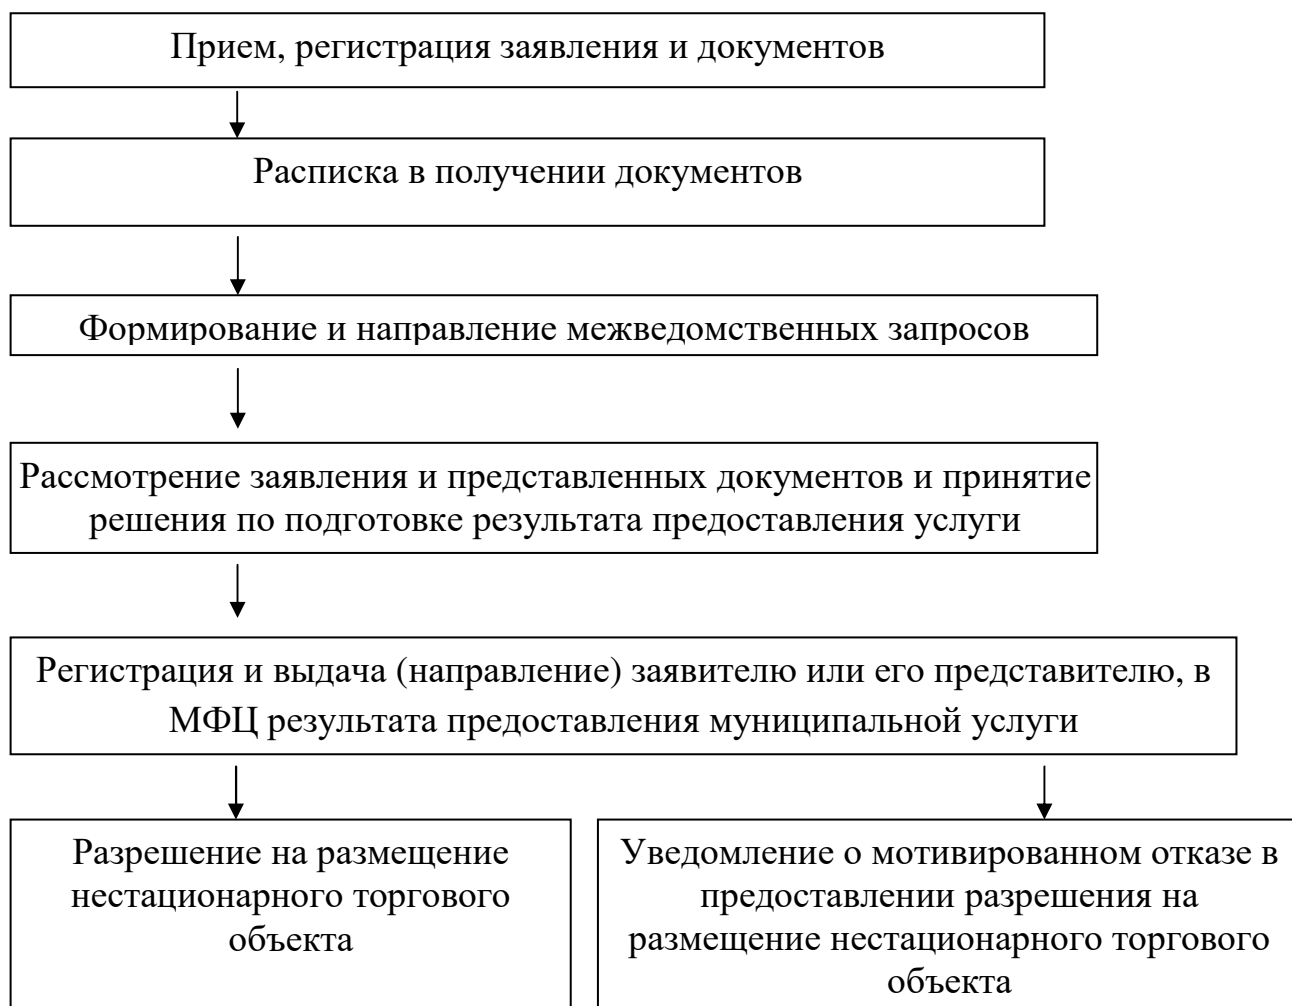 Прием, регистрация заявления и документов
Расписка в получении документов
Формирование и направление межведомственных запросов
Рассмотрение заявления и представленных документов и принятие
решения по подготовке результата предоставления услуги
Регистрация и выдача (направление) заявителю или его представителю, в
МФЦ результата предоставления муниципальной услуги
Разрешение на размещение
нестационарного торгового
объекта
Уведомление о мотивированном отказе в
предоставлении разрешения на
размещение нестационарного торгового
объекта